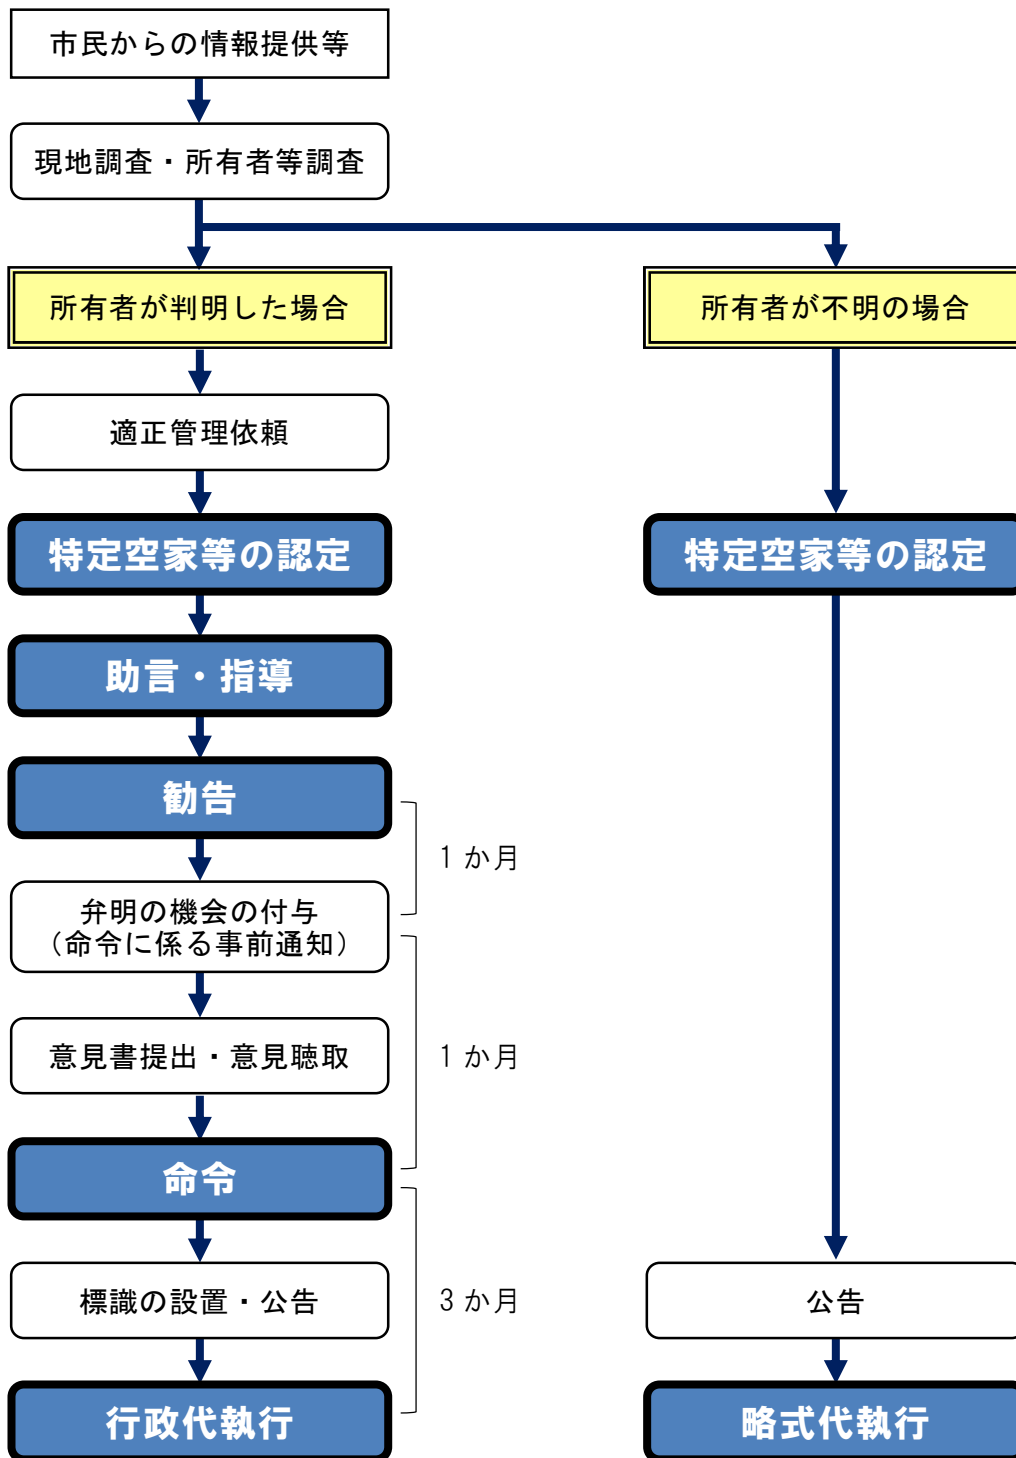 市民からの情報提供等
現地調査・所有者等調査
所有者が判明した場合
所有者が不明の場合
適正管理依頼
特定空家等の認定
特定空家等の認定
助言・指導
勧告
1か月
弁明の機会の付与
（命令に係る事前通知）
意見書提出・意見聴取
1か月
命令
標識の設置・公告
3か月
公告
行政代執行
略式代執行